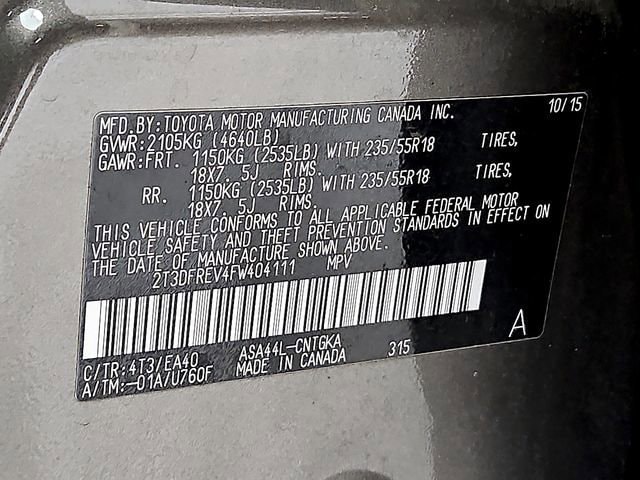 MFD.BY:TOYOTA MOTOR MANUFACTURING CANADA INC. 10/15
GVWR:2105KG (4640LB)
GAWR:FRT. 1150KG (2535LB) WITH 235/55R18 TIRES,
18X7. 5J RIMS.
RR. 1150KG (2535LB) WITH 235/55R18 TIRES,
18X7. 5J RIMS.
THIS VEHICLE CONFORMS TO ALL APPLICABLE FEDERAL MOTOR
VEHICLE SAFETY AND THEFT PREVENTION STANDARDS IN EFFECT ON
THE DATE OF MANUFACTURE SHOWN ABOVE.
2T3DFREV4FW404111 MPV
A
C/TR:4T3/EA40 ASA44L-CNTGKA 315
A/TM:-01A/U760F MADE IN CANADA